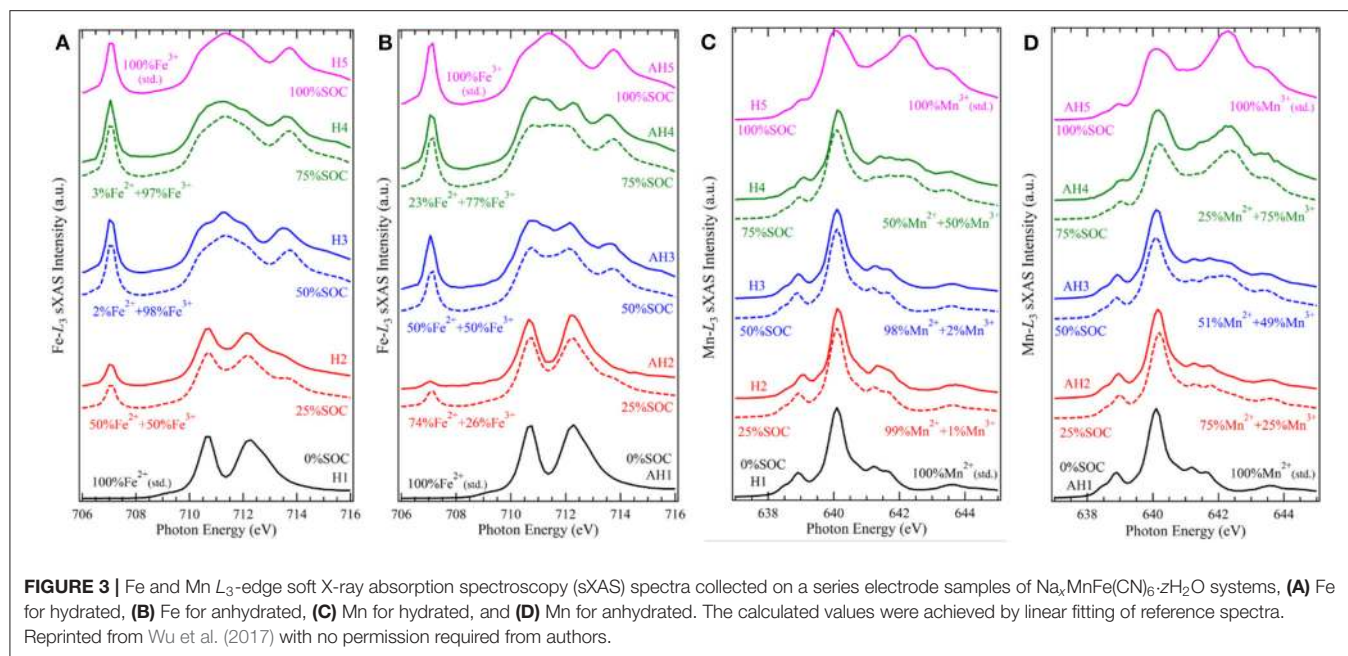 A
Fe-L₃ sXAS Intensity (a.u.)
100%Fe³⁺
(std.)
H5
100%SOC
H4
75%SOC
3%Fe²⁺+97%Fe³⁺
H3
50%SOC
2%Fe²⁺+98%Fe³⁺
H2
25%SOC
50%Fe²⁺+50%Fe³⁺
0%SOC
100%Fe²⁺(std.)
H1
706 708 710 712 714 716
Photon Energy (eV)
B
Fe-L₃ sXAS Intensity (a.u.)
100%Fe³⁺
(std.)
AH5
100%SOC
AH4
75%SOC
23%Fe²⁺+77%Fe³⁺
AH3
50%SOC
50%Fe²⁺+50%Fe³⁺
AH2
25%SOC
74%Fe²⁺+26%Fe³⁺
0%SOC
100%Fe²⁺(std.)
AH1
706 708 710 712 714 716
Photon Energy (eV)
C
Mn-L₃ sXAS Intensity (a.u.)
H5
100%SOC
100%Mn³⁺(std.)
H4
75%SOC
50%Mn²⁺+50%Mn³⁺
H3
50%SOC
98%Mn²⁺+2%Mn³⁺
H2
25%SOC
99%Mn²⁺+1%Mn³⁺
0%SOC
H1
100%Mn²⁺(std.)
638 640 642 644
Photon Energy (eV)
D
Mn-L₃ sXAS Intensity (a.u.)
AH5
100%SOC
100%Mn³⁺(std.)
AH4
75%SOC
25%Mn²⁺+75%Mn³⁺
AH3
50%SOC
51%Mn²⁺+49%Mn³⁺
AH2
25%SOC
75%Mn²⁺+25%Mn³⁺
0%SOC
AH1
100%Mn²⁺(std.)
638 640 642 644
Photon Energy (eV)
FIGURE 3 | Fe and Mn L₃-edge soft X-ray absorption spectroscopy (sXAS) spectra collected on a series electrode samples of NaₓMnFe(CN)₆·zH₂O systems, (A) Fe
for hydrated, (B) Fe for anhydrated, (C) Mn for hydrated, and (D) Mn for anhydrated. The calculated values were achieved by linear fitting of reference spectra.
Reprinted from Wu et al. (2017) with no permission required from authors.